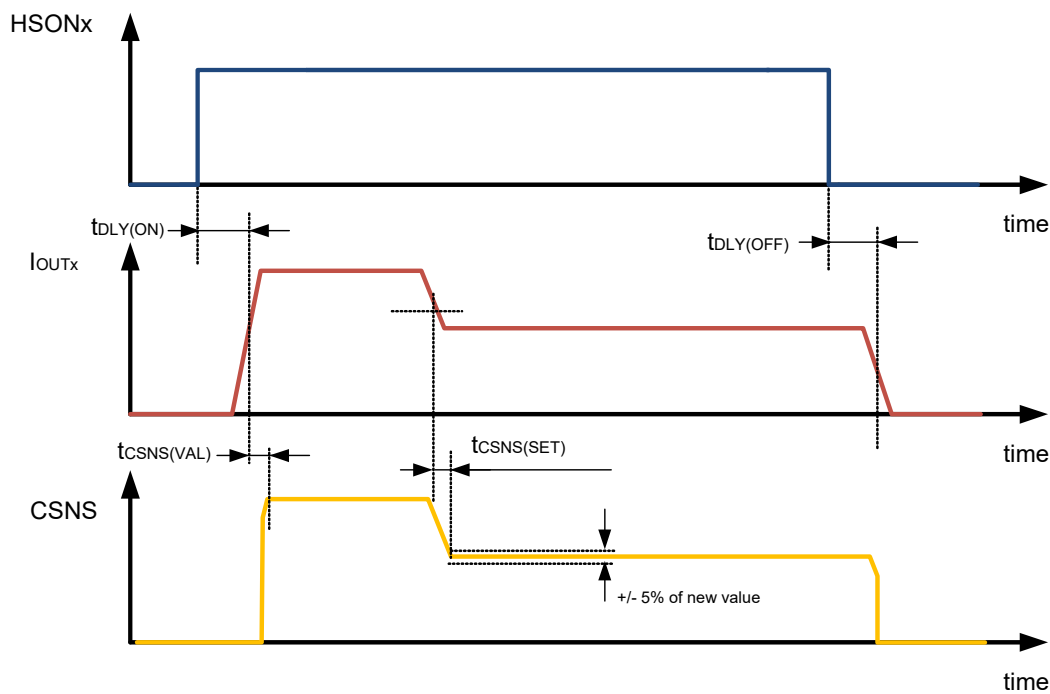 HSONx
time
tDLY(ON)
tDLY(OFF)
IOUTx
time
tCSNS(VAL)
tCSNS(SET)
CSNS
+/- 5% of new value
time